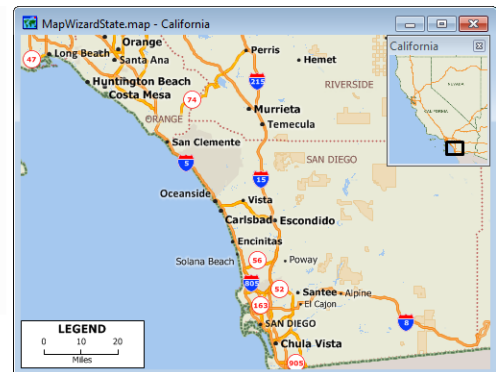 MapWizardState.map - California
California
47
Long Beach
Orange
Santa Ana
Perris
Hemet
Huntington Beach
Costa Mesa
74
215
RIVERSIDE
ORANGE
Murrieta
Temecula
San Clemente
5
SAN DIEGO
15
Oceanside
Vista
Carlsbad
Escondido
Encinitas
Solana Beach
56
Poway
805
52
Santee
Alpine
163
El Cajon
8
SAN DIEGO
Chula Vista
905
LEGEND
0 10 20
Miles